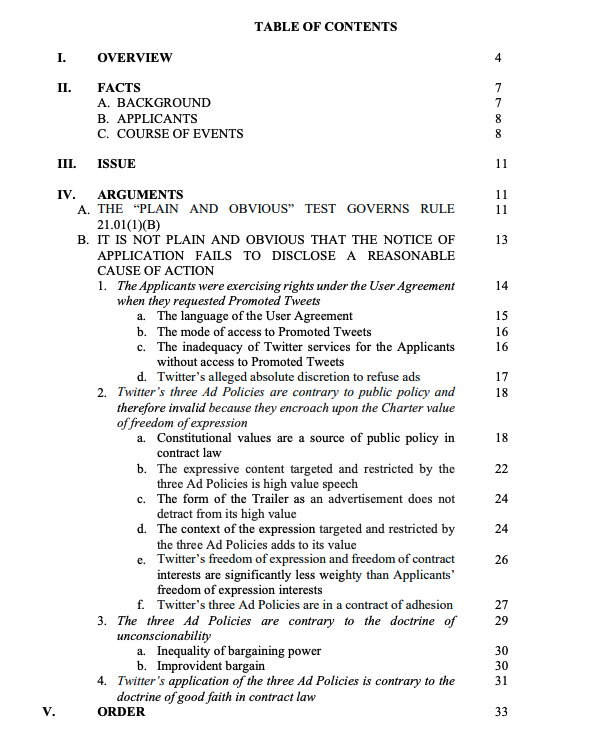 TABLE OF CONTENTS
I. OVERVIEW 4
II. FACTS 7
A. BACKGROUND 7
B. APPLICANTS 8
C. COURSE OF EVENTS 8
III. ISSUE 11
IV. ARGUMENTS 11
A. THE “PLAIN AND OBVIOUS” TEST GOVERNS RULE 11
21.01(1)(B)
B. IT IS NOT PLAIN AND OBVIOUS THAT THE NOTICE OF 13
APPLICATION FAILS TO DISCLOSE A REASONABLE
CAUSE OF ACTION
1. The Applicants were exercising rights under the User Agreement 14
when they requested Promoted Tweets
a. The language of the User Agreement 15
b. The mode of access to Promoted Tweets 16
c. The inadequacy of Twitter services for the Applicants 16
without access to Promoted Tweets
d. Twitter’s alleged absolute discretion to refuse ads 17
2. Twitter’s three Ad Policies are contrary to public policy and 18
therefore invalid because they encroach upon the Charter value
of freedom of expression
a. Constitutional values are a source of public policy in 18
contract law
b. The expressive content targeted and restricted by the 22
three Ad Policies is high value speech
c. The form of the Trailer as an advertisement does not 24
detract from its high value
d. The context of the expression targeted and restricted by 24
the three Ad Policies adds to its value
e. Twitter’s freedom of expression and freedom of contract 26
interests are significantly less weighty than Applicants’
freedom of expression interests
f. Twitter’s three Ad Policies are in a contract of adhesion 27
3. The three Ad Policies are contrary to the doctrine of 29
unconscionability
a. Inequality of bargaining power 30
b. Improvident bargain 30
4. Twitter’s application of the three Ad Policies is contrary to the 31
doctrine of good faith in contract law
V. ORDER 33